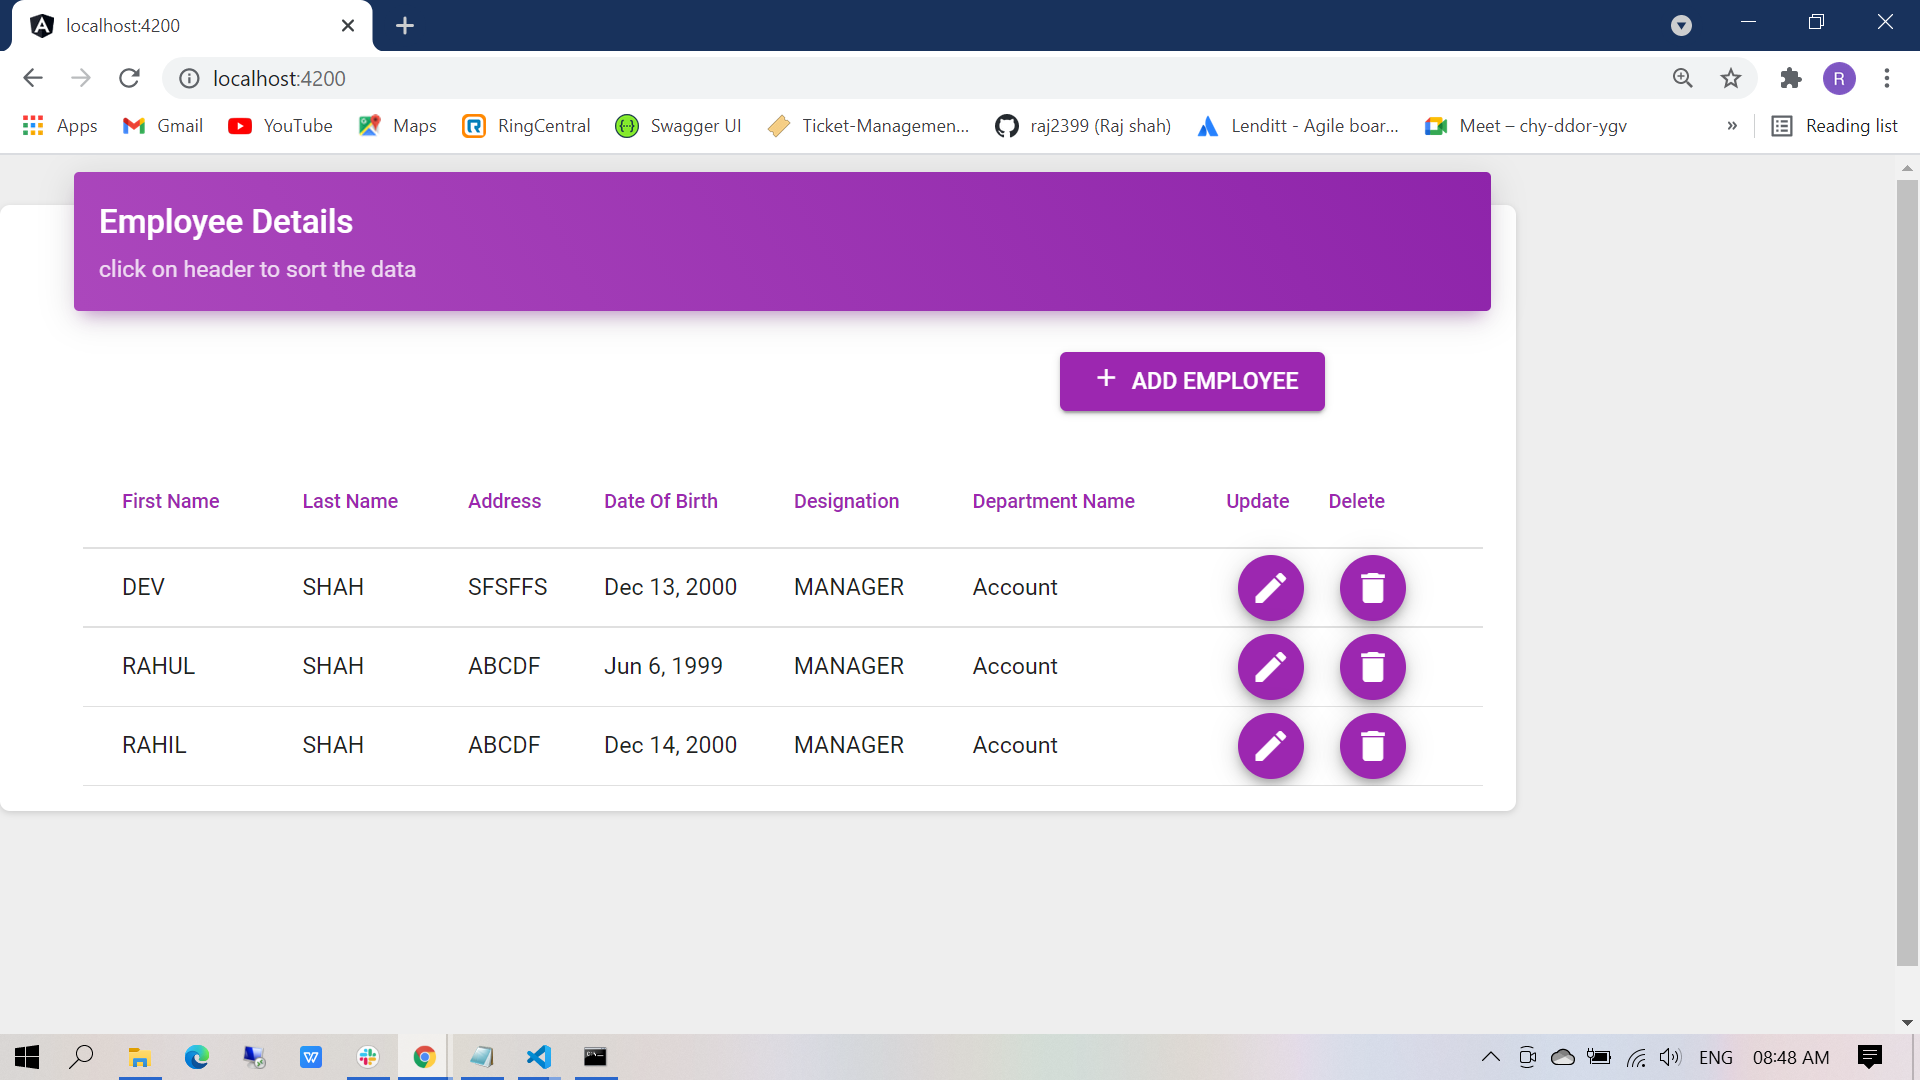 localhost:4200
localhost:4200
R
Apps Gmail YouTube Maps RingCentral Swagger UI Ticket-Managemen... raj2399 (Raj shah) Lenditt - Agile boar... Meet – chy-ddor-ygv » Reading list
Employee Details
click on header to sort the data
+ ADD EMPLOYEE
First Name Last Name Address Date Of Birth Designation Department Name Update Delete
DEV SHAH SFSFFS Dec 13, 2000 MANAGER Account
RAHUL SHAH ABCDF Jun 6, 1999 MANAGER Account
RAHIL SHAH ABCDF Dec 14, 2000 MANAGER Account
ENG 08:48 AM